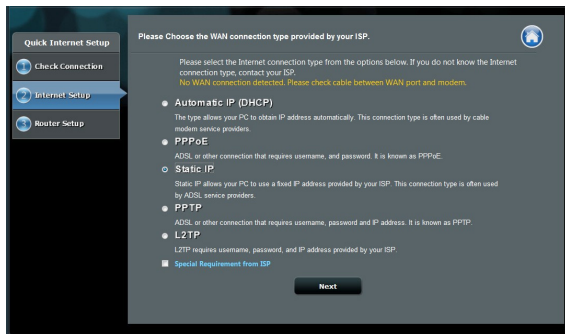 Please Choose the WAN connection type provided by your ISP.
Quick Internet Setup
1 Check Connection
2 Internet Setup
3 Router Setup
Please select the Internet connection type from the options below. If you do not know the Internet
connection type, contact your ISP.
No WAN connection detected. Please check cable between WAN port and modem.
Automatic IP (DHCP)
The type allows your PC to obtain IP address automatically. This connection type is often used by cable
modem service providers.
PPPoE
ADSL or other connection that requires username, and password. It is known as PPPoE.
Static IP
Static IP allows your PC to use a fixed IP address provided by your ISP. This connection type is often used
by ADSL service providers.
PPTP
ADSL or other connection that requires username, password and IP address. It is known as PPTP.
L2TP
L2TP requires username, password, and IP address provided by your ISP.
Special Requirement from ISP
Next